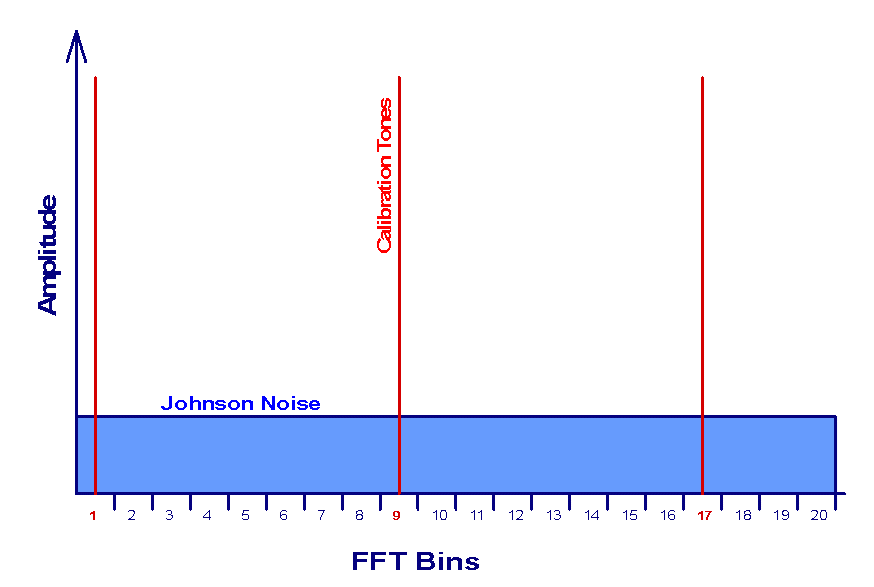 Calibration Tones
Amplitude
Johnson Noise
1 2 3 4 5 6 7 8 9 10 11 12 13 14 15 16 17 18 19 20
FFT Bins